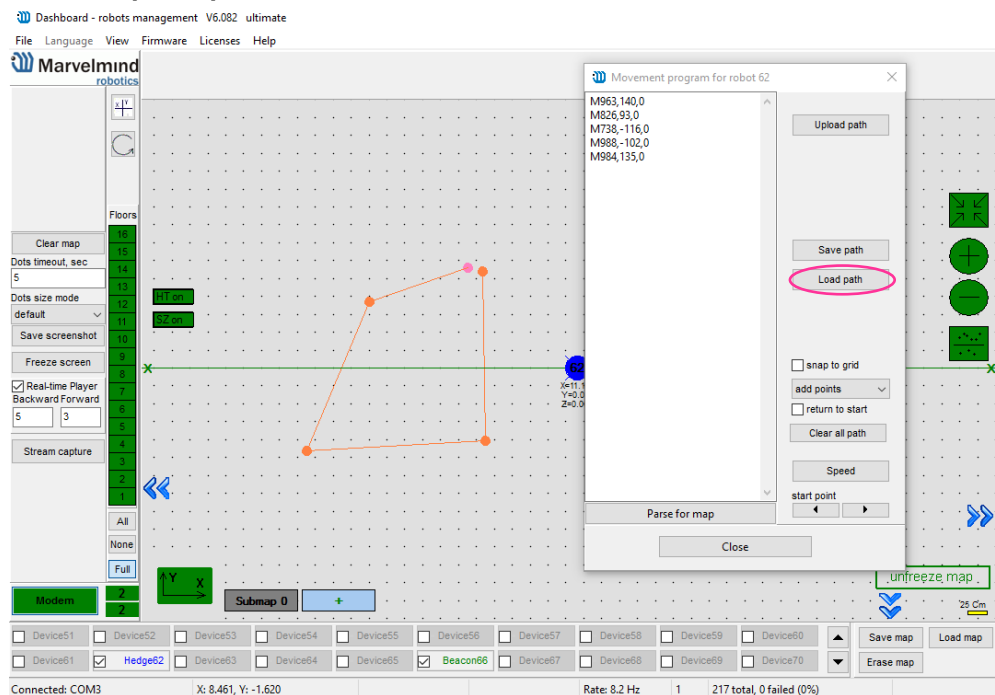 Dashboard - robots management V6.082 ultimate
File Language View Firmware Licenses Help
Marvelmind
robotics
X Y
Clear map
Dots timeout, sec
5
Dots size mode
default
Save screenshot
Freeze screen
Real-time Player
Backward Forward
5 3
Stream capture
Modem
Floors
16
15
14
13
12
11
10
9
8
7
6
5
4
3
2
1
All
None
Full
2
2
HT on
SZ on
X
62
X=11.1
Y=0.0
Z=0.0
X
Y X
Submap 0 +
Movement program for robot 62
M963,140,0
M826,93,0
M738,-116,0
M988,-102,0
M984,135,0
Upload path
Save path
Load path
snap to grid
add points
return to start
Clear all path
Speed
start point
Parse for map
Close
unfreeze map
25 Cm
Device51 Device52 Device53 Device54 Device55 Device56 Device57 Device58 Device59 Device60 Save map Load map
Device61 Hedge62 Device63 Device64 Device65 Beacon66 Device67 Device68 Device69 Device70 Erase map
Connected: COM3 X: 8.461, Y: -1.620 Rate: 8.2 Hz 1 217 total, 0 failed (0%)